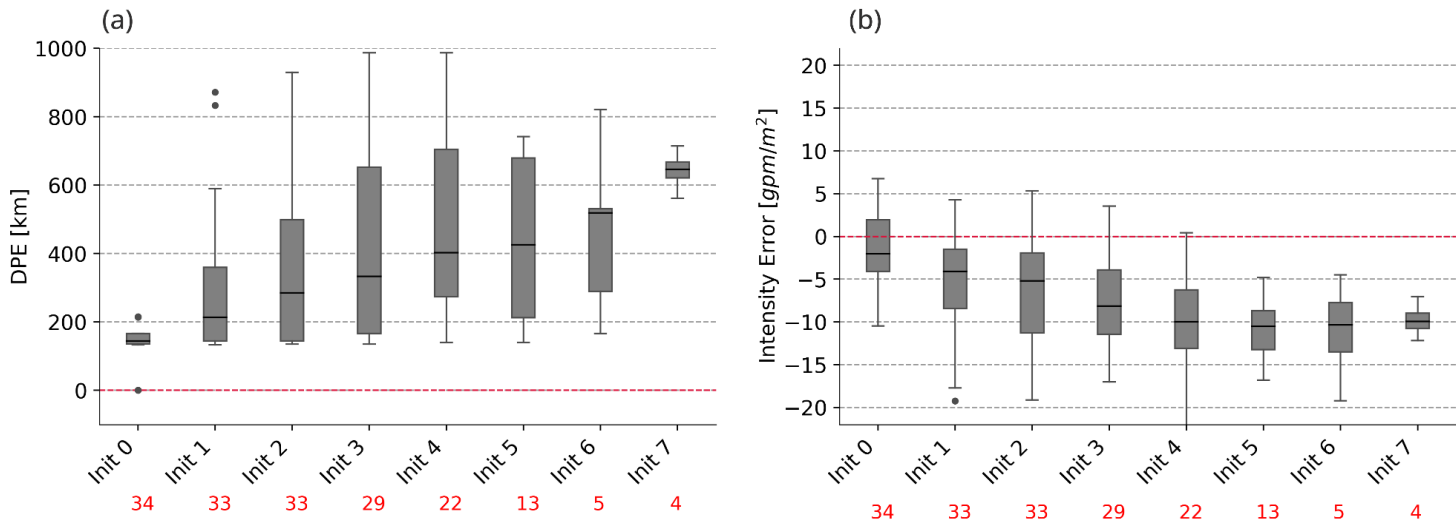 (a)
1000
800
600
400
200
0
DPE [km]
Init 0 Init 1 Init 2 Init 3 Init 4 Init 5 Init 6 Init 7
34 33 33 29 22 13 5 4
(b)
20
15
10
5
0
−5
−10
−15
−20
Intensity Error [gpm/m²]
Init 0 Init 1 Init 2 Init 3 Init 4 Init 5 Init 6 Init 7
34 33 33 29 22 13 5 4